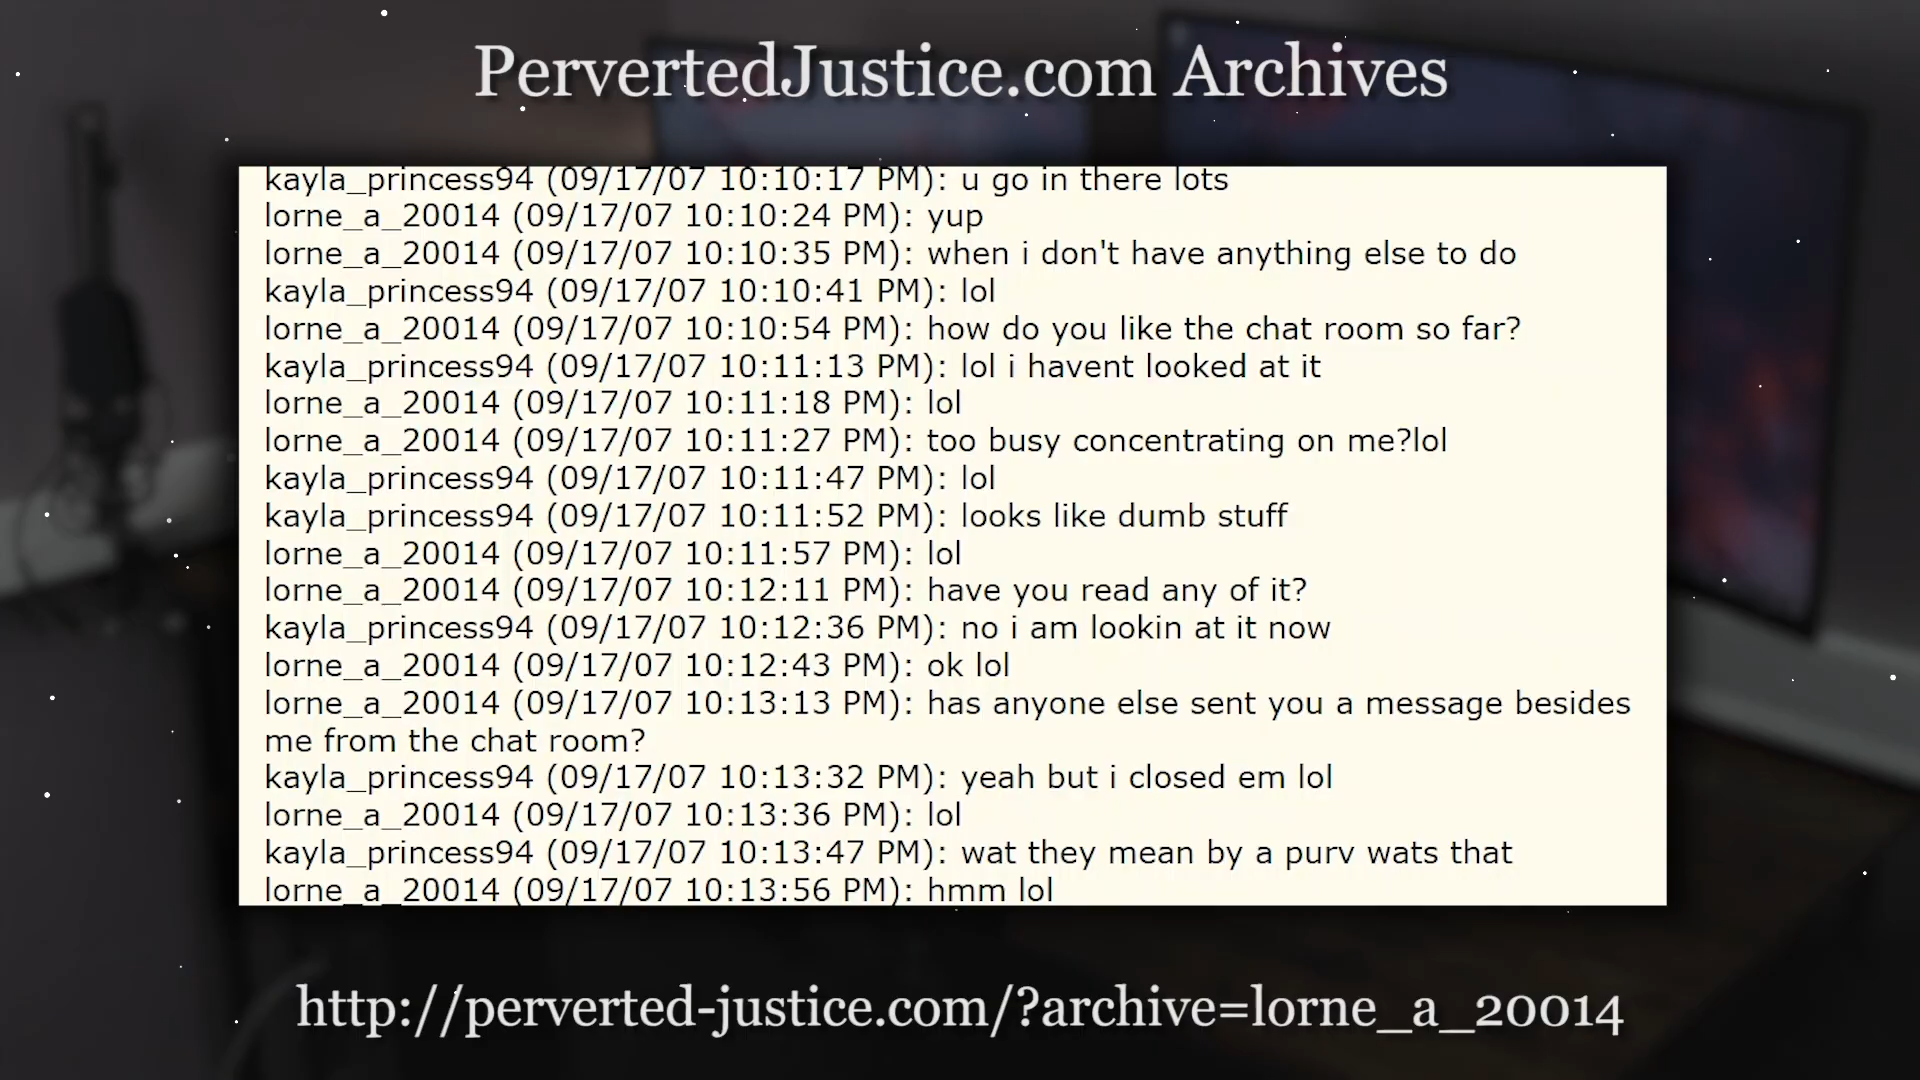 PervertedJustice.com Archives
kayla_princess94 (09/17/07 10:10:17 PM): u go in there lots
lorne_a_20014 (09/17/07 10:10:24 PM): yup
lorne_a_20014 (09/17/07 10:10:35 PM): when i don't have anything else to do
kayla_princess94 (09/17/07 10:10:41 PM): lol
lorne_a_20014 (09/17/07 10:10:54 PM): how do you like the chat room so far?
kayla_princess94 (09/17/07 10:11:13 PM): lol i havent looked at it
lorne_a_20014 (09/17/07 10:11:18 PM): lol
lorne_a_20014 (09/17/07 10:11:27 PM): too busy concentrating on me?lol
kayla_princess94 (09/17/07 10:11:47 PM): lol
kayla_princess94 (09/17/07 10:11:52 PM): looks like dumb stuff
lorne_a_20014 (09/17/07 10:11:57 PM): lol
lorne_a_20014 (09/17/07 10:12:11 PM): have you read any of it?
kayla_princess94 (09/17/07 10:12:36 PM): no i am lookin at it now
lorne_a_20014 (09/17/07 10:12:43 PM): ok lol
lorne_a_20014 (09/17/07 10:13:13 PM): has anyone else sent you a message besides
me from the chat room?
kayla_princess94 (09/17/07 10:13:32 PM): yeah but i closed em lol
lorne_a_20014 (09/17/07 10:13:36 PM): lol
kayla_princess94 (09/17/07 10:13:47 PM): wat they mean by a purv wats that
lorne_a_20014 (09/17/07 10:13:56 PM): hmm lol
http://perverted-justice.com/?archive=lorne_a_20014